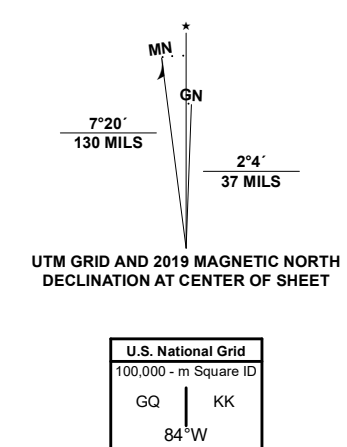 MN
GN
7°20´
130 MILS
2°4´
37 MILS
UTM GRID AND 2019 MAGNETIC NORTH
DECLINATION AT CENTER OF SHEET
U.S. National Grid
100,000 - m Square ID
GQ KK
84°W